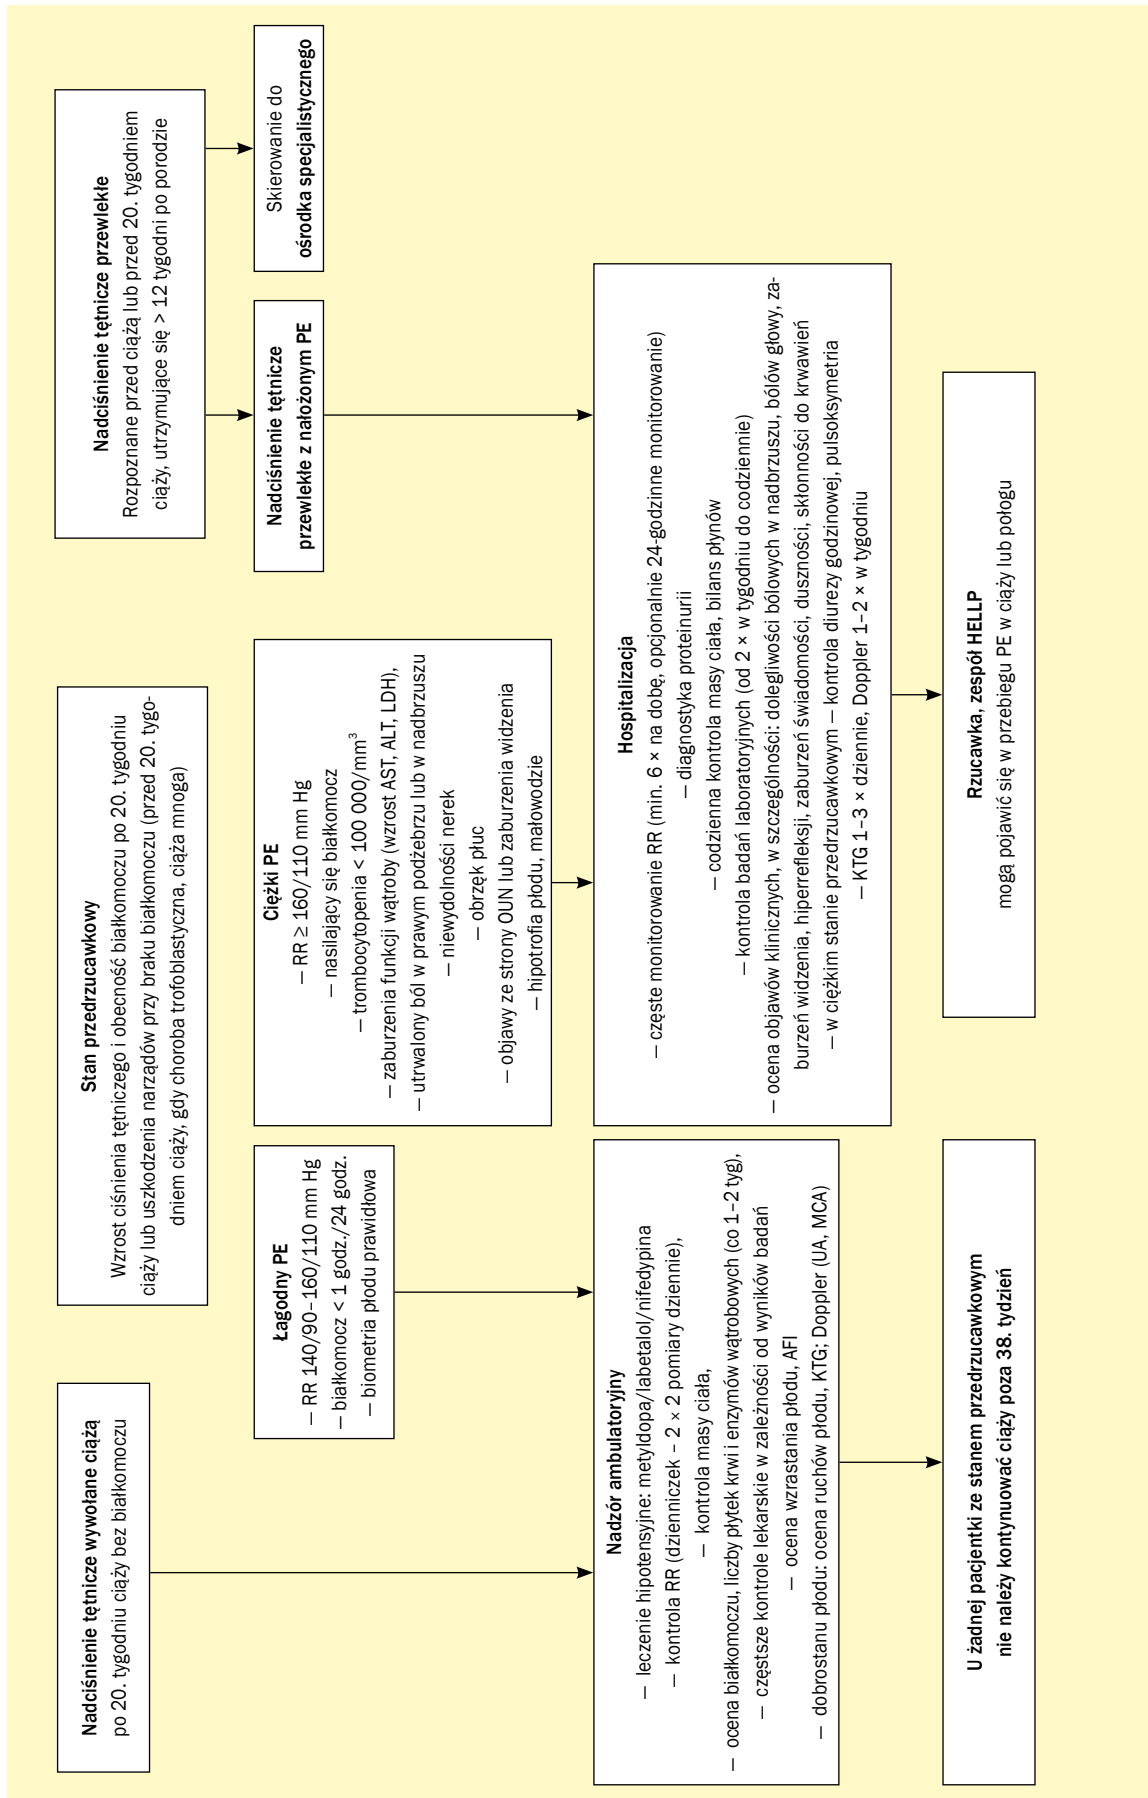 Nadciśnienie tętnicze wywołane ciążą
po 20. tygodniu ciąży bez białkomoczu
Stan przedrzucawkowy
Wzrost ciśnienia tętniczego i obecność białkomoczu po 20. tygodniu
ciąży lub uszkodzenia narządów przy braku białkomoczu (przed 20. tygo-
dniem ciąży, gdy choroba trofoblastyczna, ciąża mnoga)
Nadciśnienie tętnicze przewlekłe
Rozpoznane przed ciążą lub przed 20. tygodniem
ciąży, utrzymujące się > 12 tygodni po porodzie
Łagodny PE
— RR 140/90–160/110 mm Hg
— białkomocz < 1 godz./24 godz.
— biometria płodu prawidłowa
Ciężki PE
— RR ≥ 160/110 mm Hg
— nasilający się białkomocz
— trombocytopenia < 100 000/mm³
— zaburzenia funkcji wątroby (wzrost AST, ALT, LDH),
— utrwalony ból w prawym podżebrzu lub w nadbrzuszu
— niewydolności nerek
— obrzęk płuc
— objawy ze strony OUN lub zaburzenia widzenia
— hipotrofia płodu, małowodzie
Nadciśnienie tętnicze
przewlekłe z nałożonym PE
Skierowanie do
ośrodka specjalistycznego
Nadzór ambulatoryjny
— leczenie hipotensyjne: metyldopa/labetalol/nifedypina
— kontrola RR (dzienniczek – 2 × 2 pomiary dziennie),
— kontrola masy ciała,
— ocena białkomoczu, liczby płytek krwi i enzymów wątrobowych (co 1–2 tyg),
— częstsze kontrole lekarskie w zależności od wyników badań
— ocena wzrastania płodu, AFI
— dobrostanu płodu: ocena ruchów płodu, KTG; Doppler (UA, MCA)
Hospitalizacja
— częste monitorowanie RR (min. 6 × na dobę, opcjonalnie 24-godzinne monitorowanie)
— diagnostyka proteinurii
— codzienna kontrola masy ciała, bilans płynów
— kontrola badań laboratoryjnych (od 2 × w tygodniu do codziennie)
— ocena objawów klinicznych, w szczególności: dolegliwości bólowych w nadbrzuszu, bólów głowy, za-
burzeń widzenia, hiperrefleksji, zaburzeń świadomości, duszności, skłonności do krwawień
— w ciężkim stanie przedrzucawkowym — kontrola diurezy godzinowej, pulsoksymetria
— KTG 1–3 × dziennie, Doppler 1–2 × w tygodniu
U żadnej pacjentki ze stanem przedrzucawkowym
nie należy kontynuować ciąży poza 38. tydzień
Rzucawka, zespół HELLP
mogą pojawić się w przebiegu PE w ciąży lub połogu